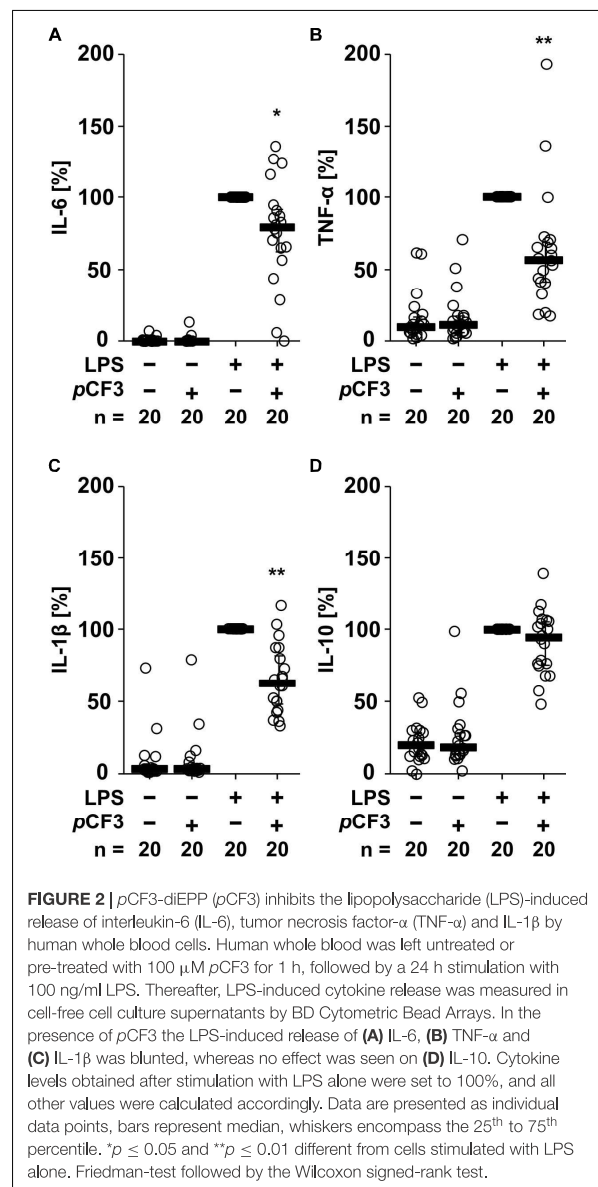 A
200
150
100
50
0
IL-6 [%]
*
LPS – – + +
pCF3 – + – +
n = 20 20 20 20
B
200
150
100
50
0
TNF-α [%]
**
LPS – – + +
pCF3 – + – +
n = 20 20 20 20
C
200
150
100
50
0
IL-1β [%]
**
LPS – – + +
pCF3 – + – +
n = 20 20 20 20
D
200
150
100
50
0
IL-10 [%]
LPS – – + +
pCF3 – + – +
n = 20 20 20 20
FIGURE 2 | pCF3-diEPP (pCF3) inhibits the lipopolysaccharide (LPS)-induced
release of interleukin-6 (IL-6), tumor necrosis factor-α (TNF-α) and IL-1β by
human whole blood cells. Human whole blood was left untreated or
pre-treated with 100 μM pCF3 for 1 h, followed by a 24 h stimulation with
100 ng/ml LPS. Thereafter, LPS-induced cytokine release was measured in
cell-free cell culture supernatants by BD Cytometric Bead Arrays. In the
presence of pCF3 the LPS-induced release of (A) IL-6, (B) TNF-α and
(C) IL-1β was blunted, whereas no effect was seen on (D) IL-10. Cytokine
levels obtained after stimulation with LPS alone were set to 100%, and all
other values were calculated accordingly. Data are presented as individual
data points, bars represent median, whiskers encompass the 25th to 75th
percentile. *p ≤ 0.05 and **p ≤ 0.01 different from cells stimulated with LPS
alone. Friedman-test followed by the Wilcoxon signed-rank test.